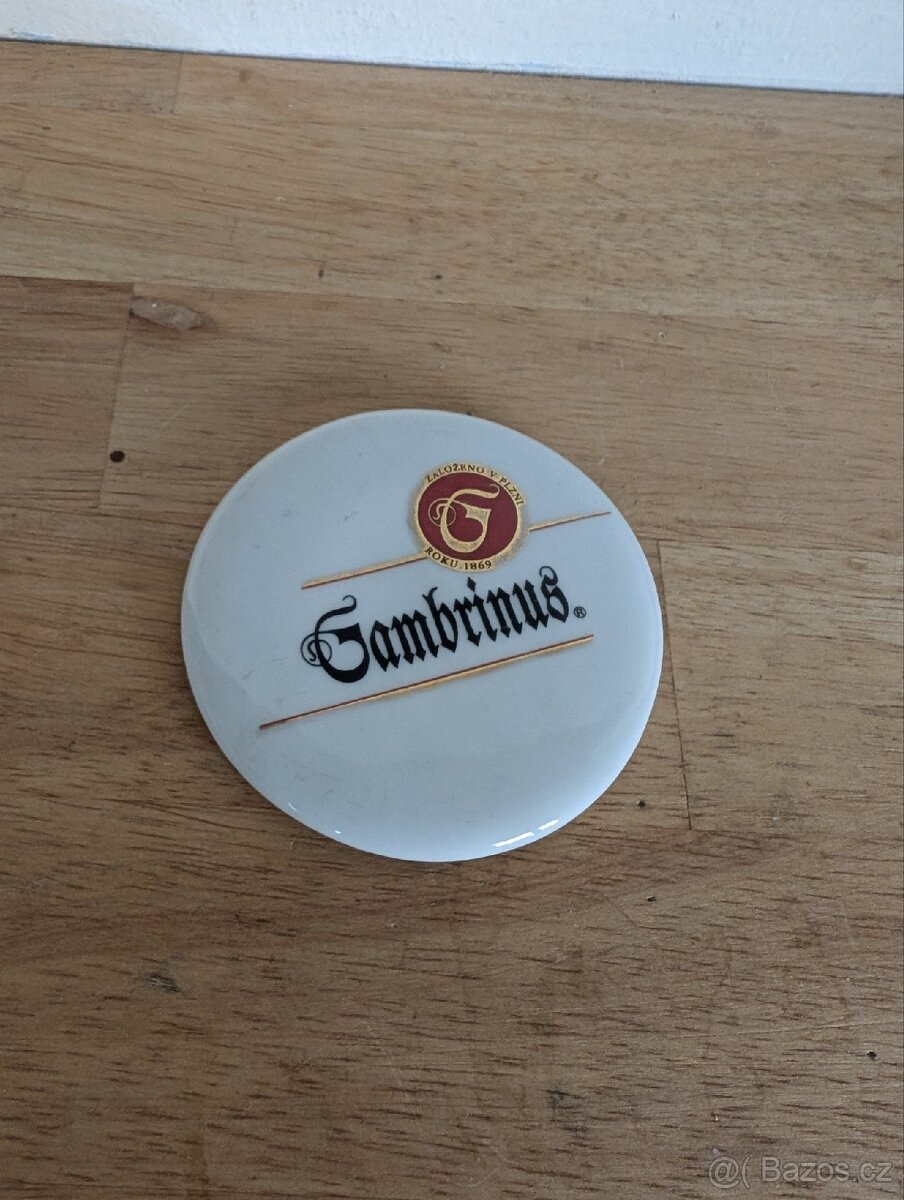 ZALOŽENO V PLZNI
G
ROKU 1869
Gambrinus®
@( Bazos.cz